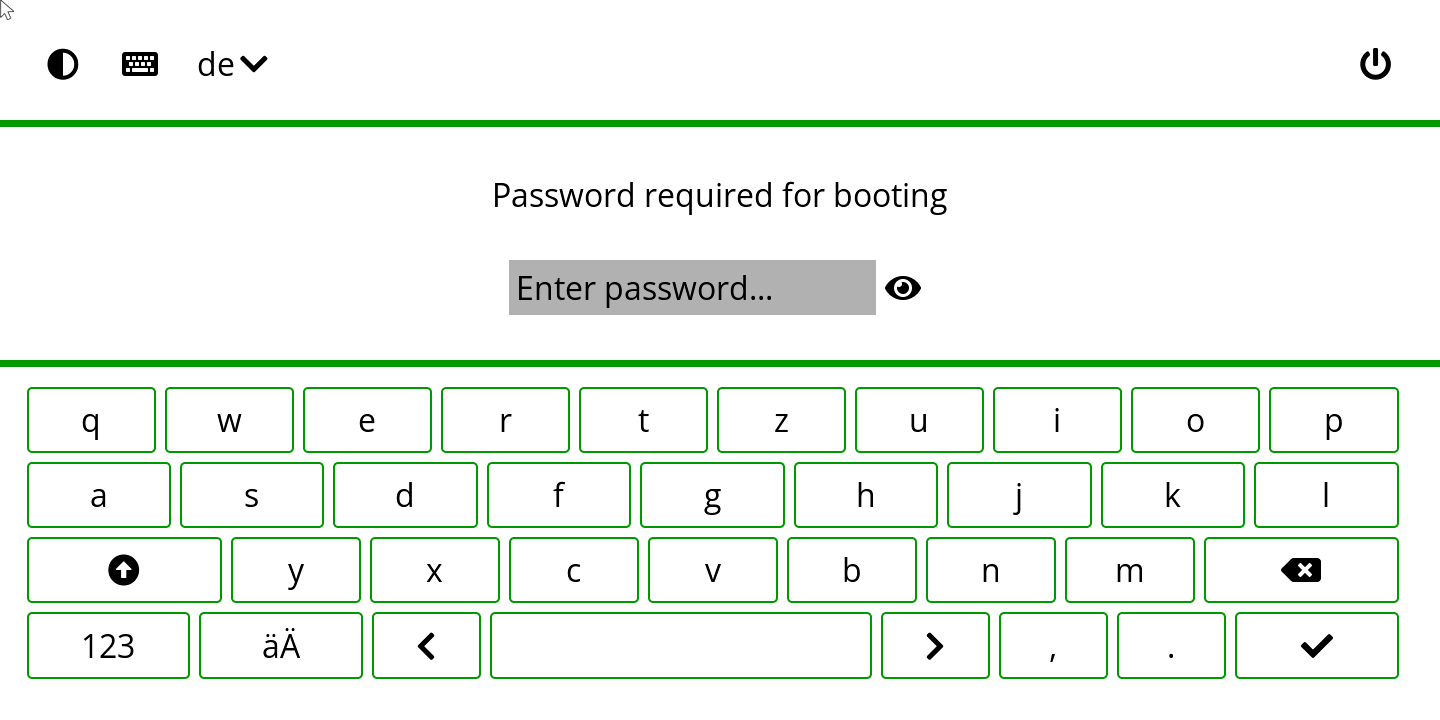 de
Password required for booting
Enter password...
q w e r t z u i o p
a s d f g h j k l
y x c v b n m
123 äÄ , .